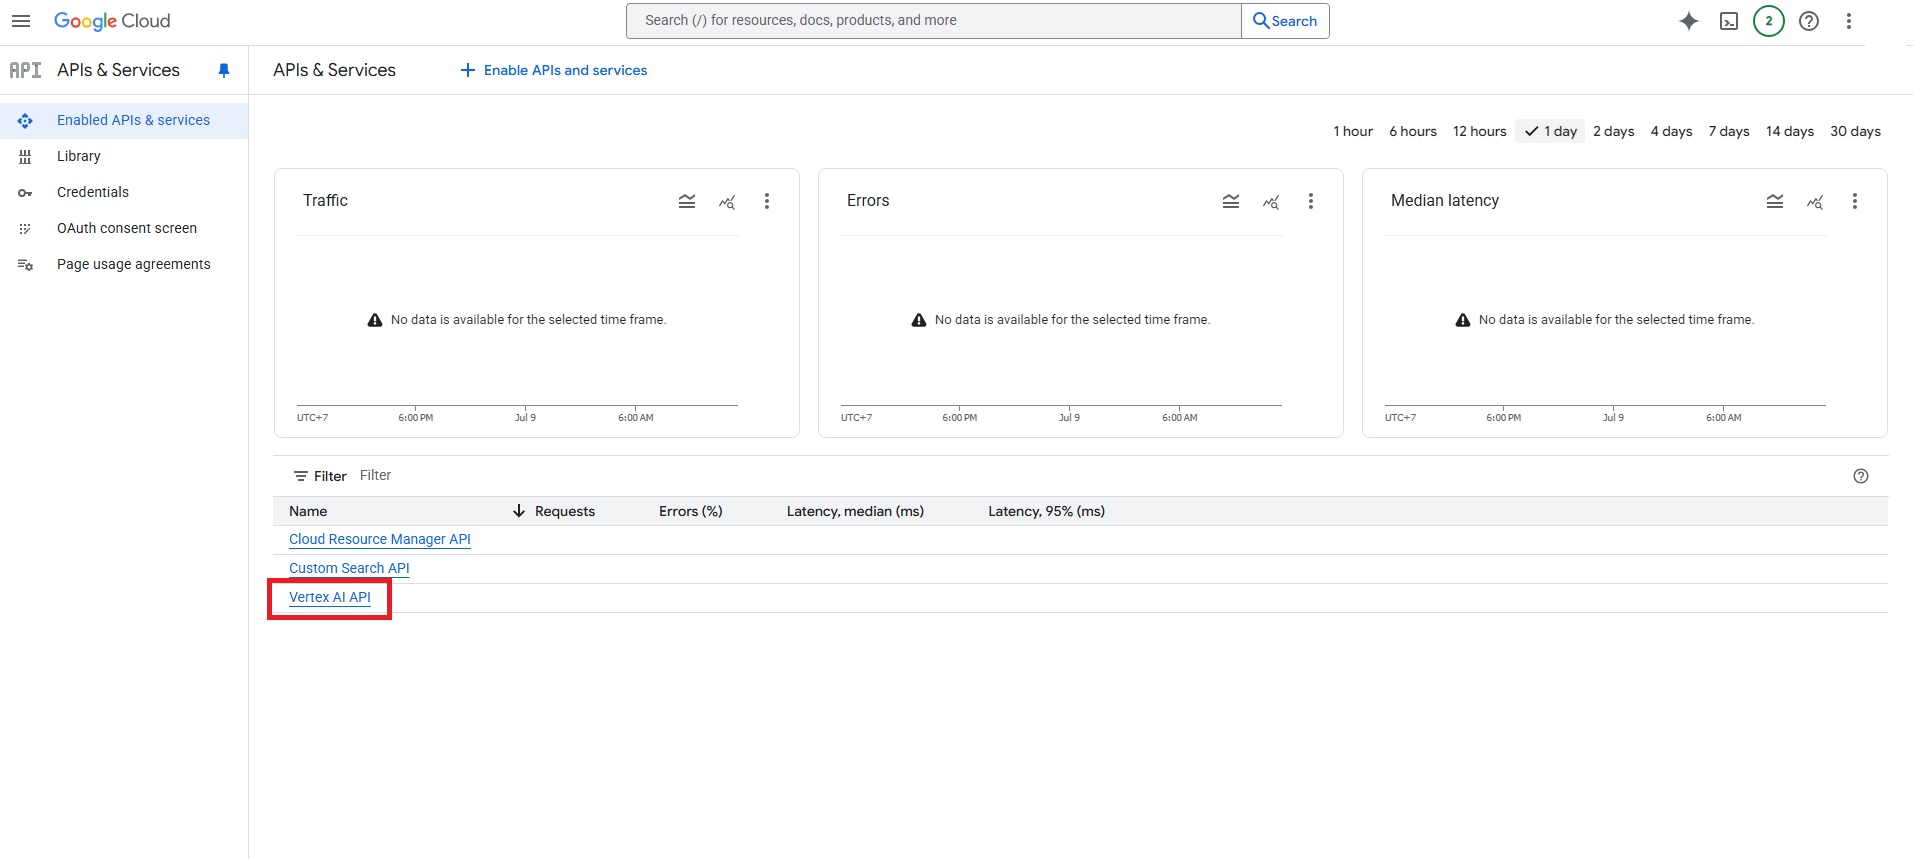 Google Cloud
Search (/) for resources, docs, products, and more
Search
2
API APIs & Services
APIs & Services
Enable APIs and services
Enabled APIs & services
Library
Credentials
OAuth consent screen
Page usage agreements
1 hour 6 hours 12 hours 1 day 2 days 4 days 7 days 14 days 30 days
Traffic
No data is available for the selected time frame.
UTC+7 6:00 PM Jul 9 6:00 AM
Errors
No data is available for the selected time frame.
UTC+7 6:00 PM Jul 9 6:00 AM
Median latency
No data is available for the selected time frame.
UTC+7 6:00 PM Jul 9 6:00 AM
Filter Filter
Name Requests Errors (%) Latency, median (ms) Latency, 95% (ms)
Cloud Resource Manager API
Custom Search API
Vertex AI API